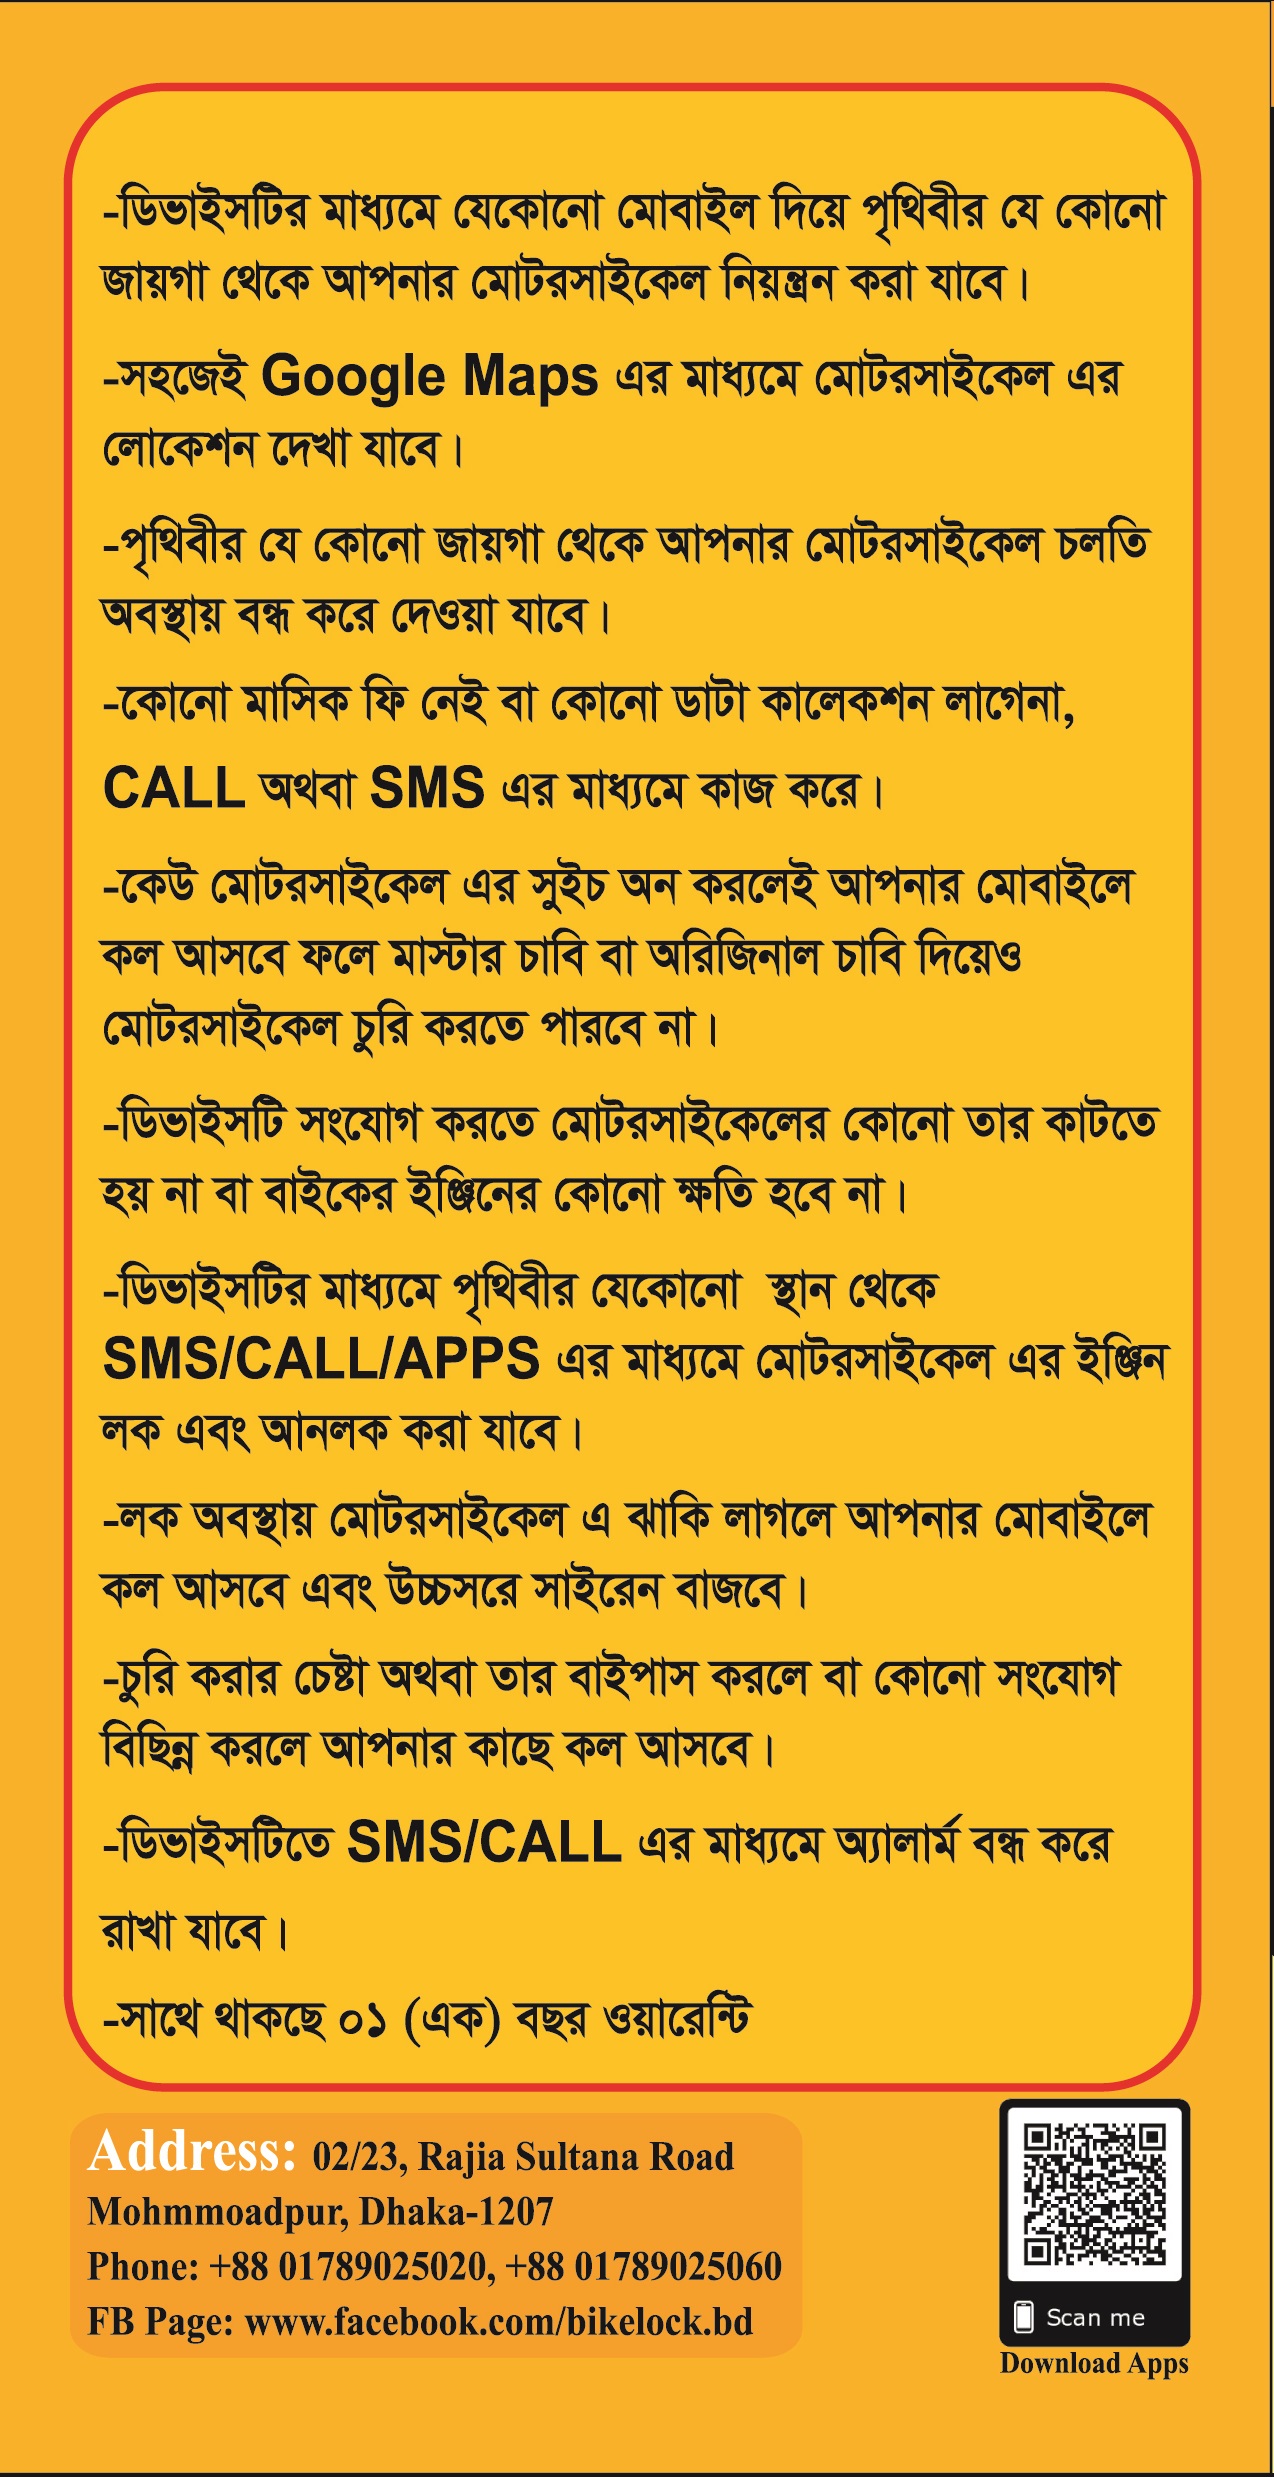 -ডিভাইসটির মাধ্যমে যেকোনো মোবাইল দিয়ে পৃথিবীর যে কোনো
জায়গা থেকে আপনার মোটরসাইকেল নিয়ন্ত্রন করা যাবে।
-সহজেই Google Maps এর মাধ্যমে মোটরসাইকেল এর
লোকেশন দেখা যাবে।
-পৃথিবীর যে কোনো জায়গা থেকে আপনার মোটরসাইকেল চলতি
অবস্থায় বন্ধ করে দেওয়া যাবে।
-কোনো মাসিক ফি নেই বা কোনো ডাটা কালেকশন লাগেনা,
CALL অথবা SMS এর মাধ্যমে কাজ করে।
-কেউ মোটরসাইকেল এর সুইচ অন করলেই আপনার মোবাইলে
কল আসবে ফলে মাস্টার চাবি বা অরিজিনাল চাবি দিয়েও
মোটরসাইকেল চুরি করতে পারবে না।
-ডিভাইসটি সংযোগ করতে মোটরসাইকেলের কোনো তার কাটতে
হয় না বা বাইকের ইঞ্জিনের কোনো ক্ষতি হবে না।
-ডিভাইসটির মাধ্যমে পৃথিবীর যেকোনো স্থান থেকে
SMS/CALL/APPS এর মাধ্যমে মোটরসাইকেল এর ইঞ্জিন
লক এবং আনলক করা যাবে।
-লক অবস্থায় মোটরসাইকেল এ ঝাকি লাগলে আপনার মোবাইলে
কল আসবে এবং উচ্চসরে সাইরেন বাজবে।
-চুরি করার চেষ্টা অথবা তার বাইপাস করলে বা কোনো সংযোগ
বিছিন্ন করলে আপনার কাছে কল আসবে।
-ডিভাইসটিতে SMS/CALL এর মাধ্যমে অ্যালার্ম বন্ধ করে
রাখা যাবে।
-সাথে থাকছে ০১ (এক) বছর ওয়ারেন্টি
Address: 02/23, Rajia Sultana Road
Mohmmoadpur, Dhaka-1207
Phone: +88 01789025020, +88 01789025060
FB Page: www.facebook.com/bikelock.bd
Scan me
Download Apps